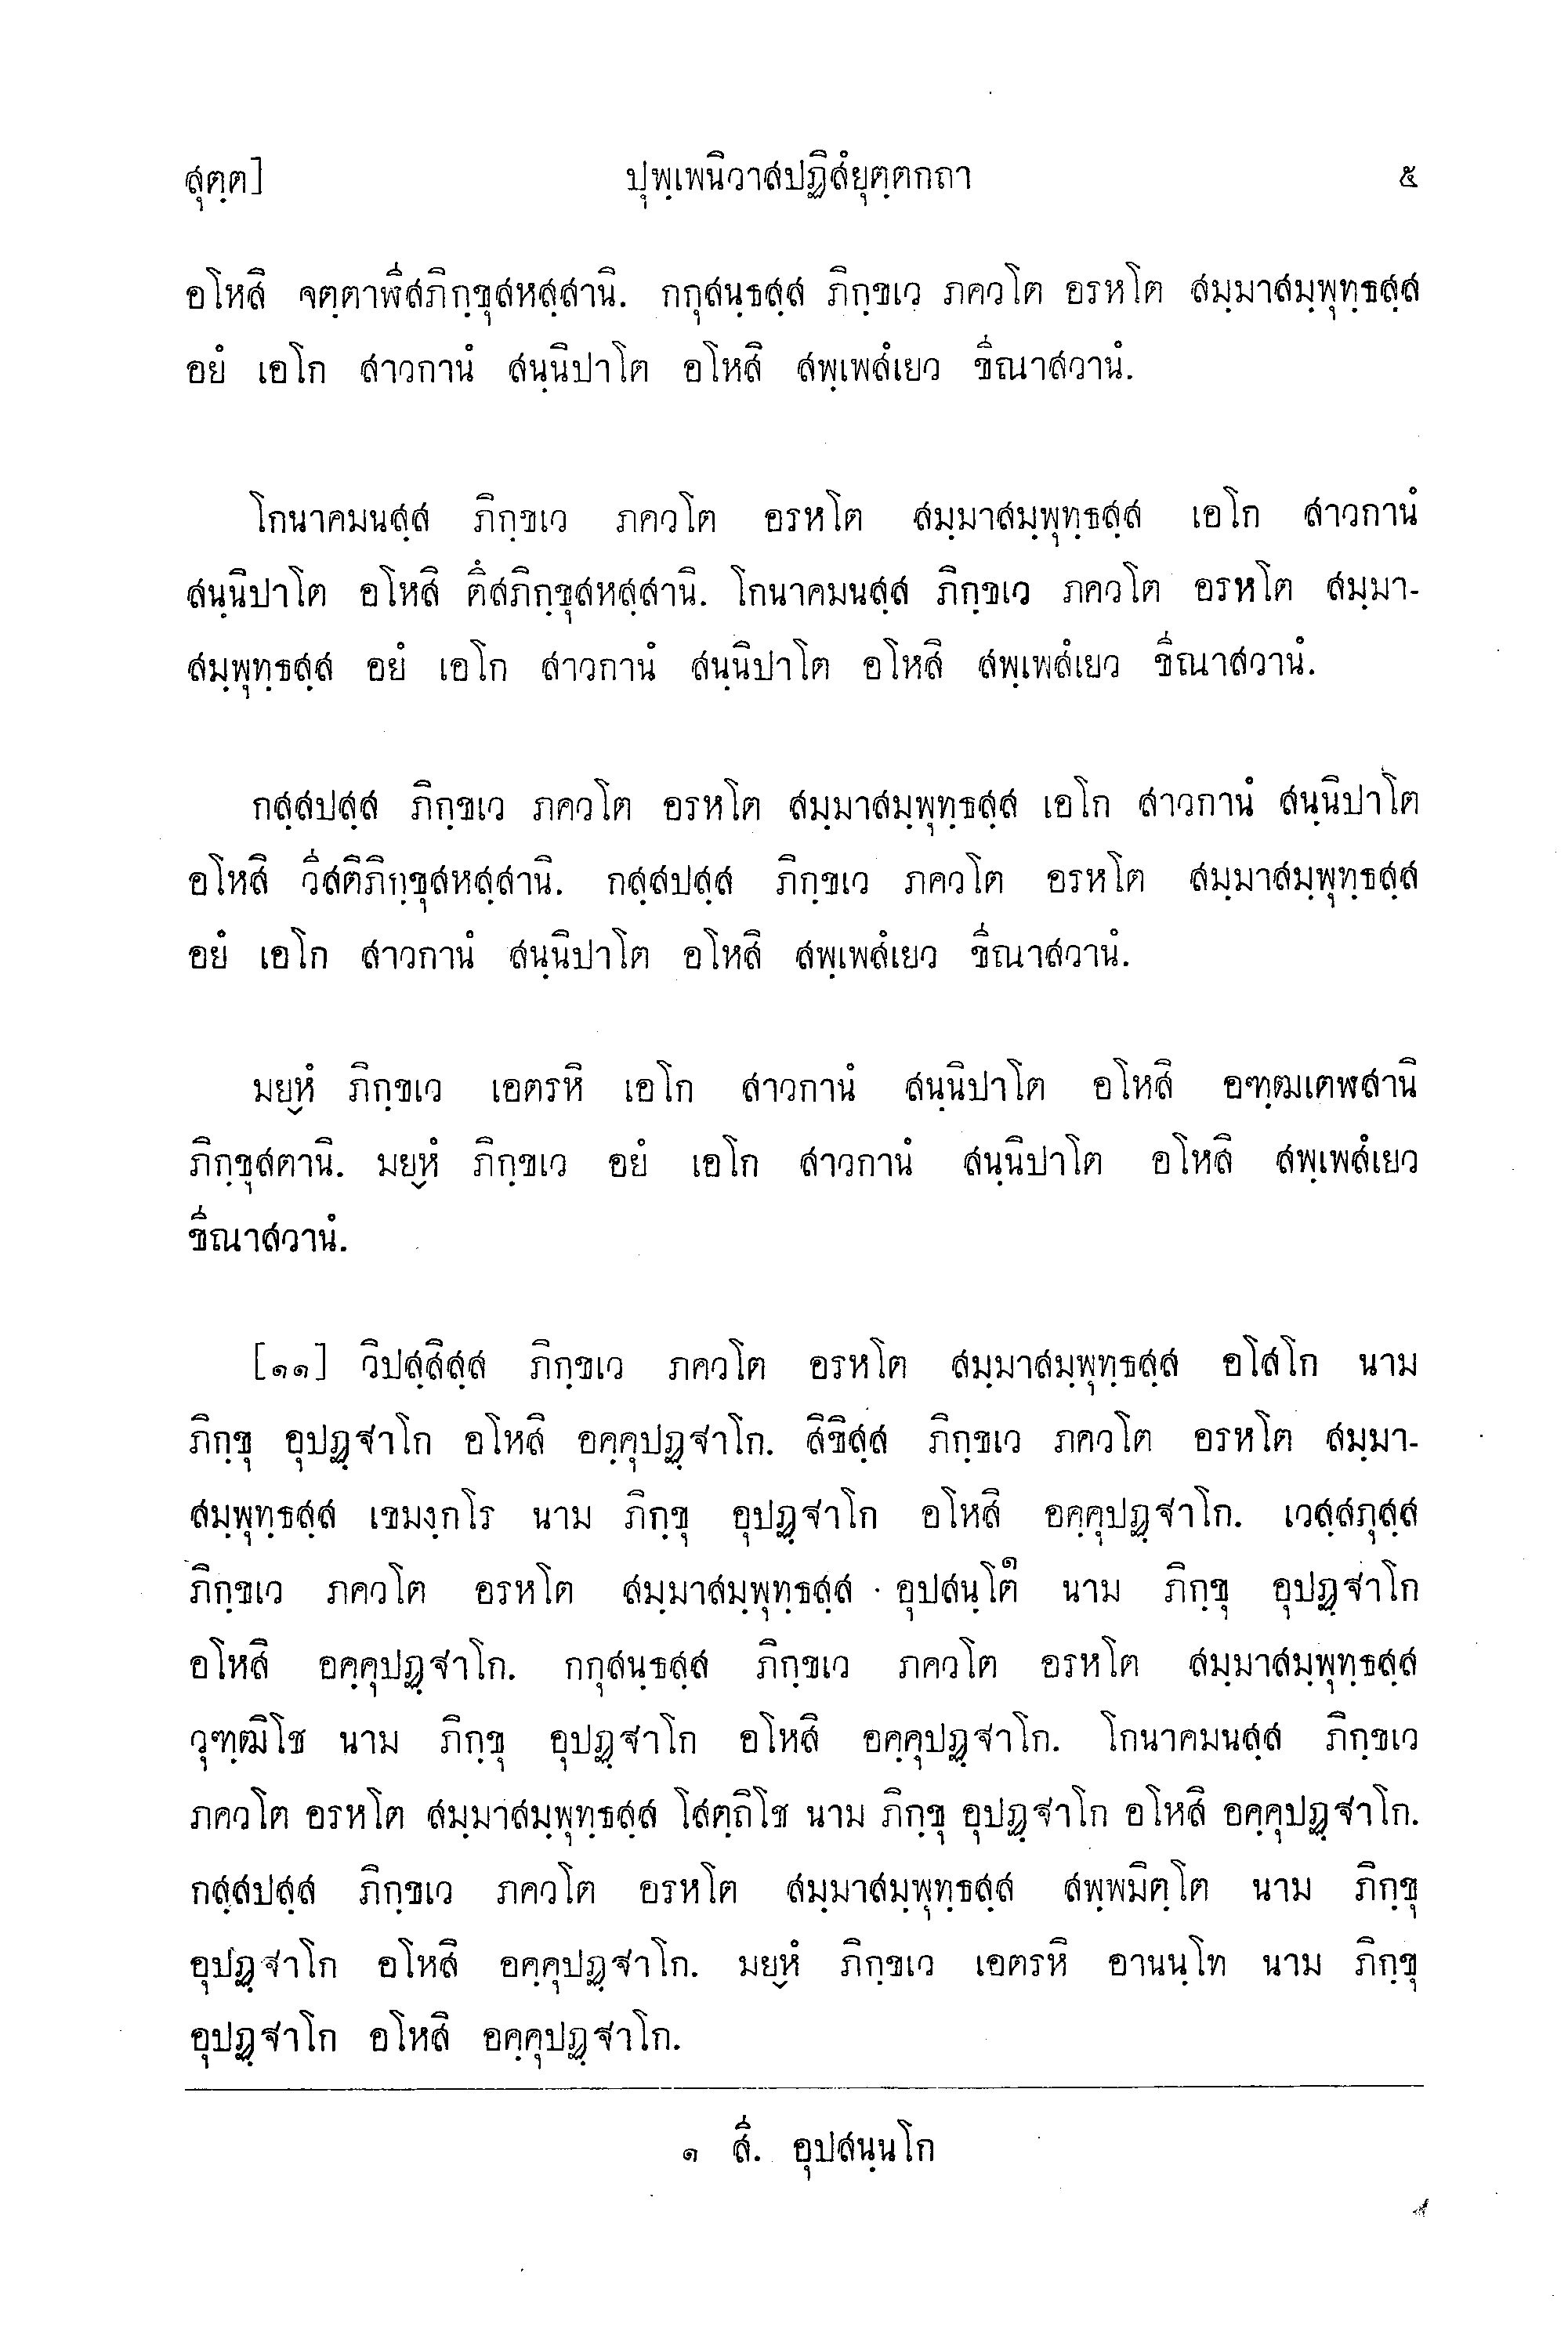 สุตฺต] ปุพฺเพนิวาสปฏิสํยุตฺตกถา ๕
อโหสิ จตฺตาฬีสภิกฺขุสหสฺสานิ. กกุสนฺธสฺส ภิกฺขเว ภควโต อรหโต สมฺมาสมฺพุทฺธสฺส
อยํ เอโก สาวกานํ สนฺนิปาโต อโหสิ สพฺเพสํเยว ขีณาสวานํ.
โกนาคมนสฺส ภิกฺขเว ภควโต อรหโต สมฺมาสมฺพุทฺธสฺส เอโก สาวกานํ
สนฺนิปาโต อโหสิ ตึสภิกฺขุสหสฺสานิ. โกนาคมนสฺส ภิกฺขเว ภควโต อรหโต สมฺมา-
สมฺพุทฺธสฺส อยํ เอโก สาวกานํ สนฺนิปาโต อโหสิ สพฺเพสํเยว ขีณาสวานํ.
กสฺสปสฺส ภิกฺขเว ภควโต อรหโต สมฺมาสมฺพุทฺธสฺส เอโก สาวกานํ สนฺนิปาโต
อโหสิ วีสติภิกฺขุสหสฺสานิ. กสฺสปสฺส ภิกฺขเว ภควโต อรหโต สมฺมาสมฺพุทฺธสฺส
อยํ เอโก สาวกานํ สนฺนิปาโต อโหสิ สพฺเพสํเยว ขีณาสวานํ.
มยฺหํ ภิกฺขเว เอตรหิ เอโก สาวกานํ สนฺนิปาโต อโหสิ อฑฺฒเตฬสานิ
ภิกฺขุสตานิ. มยฺหํ ภิกฺขเว อยํ เอโก สาวกานํ สนฺนิปาโต อโหสิ สพฺเพสํเยว
ขีณาสวานํ.
[๑๑] วิปสฺสิสฺส ภิกฺขเว ภควโต อรหโต สมฺมาสมฺพุทฺธสฺส อโสโก นาม
ภิกฺขุ อุปฏฺฐาโก อโหสิ อคฺคุปฏฺฐาโก. สิขิสฺส ภิกฺขเว ภควโต อรหโต สมฺมา-
สมฺพุทฺธสฺส เขมงฺกโร นาม ภิกฺขุ อุปฏฺฐาโก อโหสิ อคฺคุปฏฺฐาโก. เวสฺสภุสฺส
ภิกฺขเว ภควโต อรหโต สมฺมาสมฺพุทฺธสฺส อุปสนฺโต๑ นาม ภิกฺขุ อุปฏฺฐาโก
อโหสิ อคฺคุปฏฺฐาโก. กกุสนฺธสฺส ภิกฺขเว ภควโต อรหโต สมฺมาสมฺพุทฺธสฺส
วุฑฺฒิโช นาม ภิกฺขุ อุปฏฺฐาโก อโหสิ อคฺคุปฏฺฐาโก. โกนาคมนสฺส ภิกฺขเว
ภควโต อรหโต สมฺมาสมฺพุทฺธสฺส โสตฺถิโช นาม ภิกฺขุ อุปฏฺฐาโก อโหสิ อคฺคุปฏฺฐาโก.
กสฺสปสฺส ภิกฺขเว ภควโต อรหโต สมฺมาสมฺพุทฺธสฺส สพฺพมิตฺโต นาม ภิกฺขุ
อุปฏฺฐาโก อโหสิ อคฺคุปฏฺฐาโก. มยฺหํ ภิกฺขเว เอตรหิ อานนฺโท นาม ภิกฺขุ
อุปฏฺฐาโก อโหสิ อคฺคุปฏฺฐาโก.
๑ สี. อุปสนฺนโก